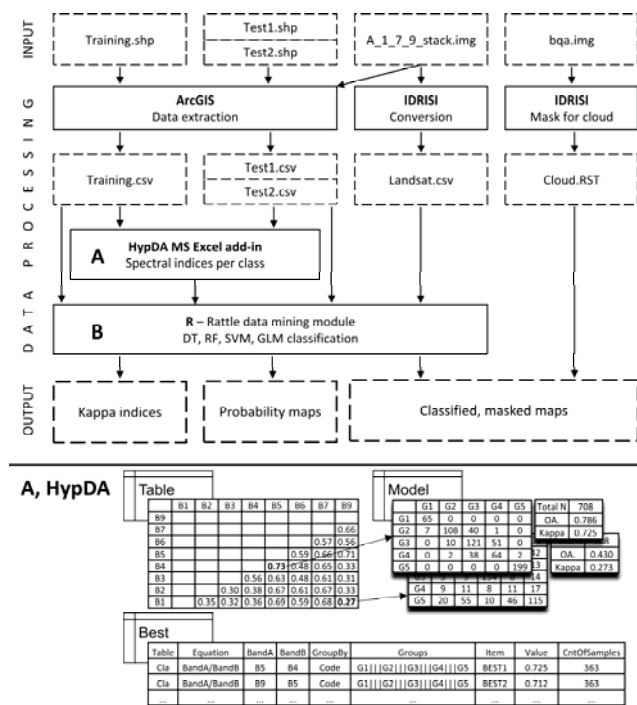 INPUT
Training.shp
Test1.shp
Test2.shp
A_1_7_9_stack.img
bqa.img
DATA PROCESSING
ArcGIS
Data extraction
IDRISI
Conversion
IDRISI
Mask for cloud
Training.csv
Test1.csv
Test2.csv
Landsat.csv
Cloud.RST
A
HypDA MS Excel add-in
Spectral indices per class
B
R – Rattle data mining module
DT, RF, SVM, GLM classification
OUTPUT
Kappa indices
Probability maps
Classified, masked maps
A, HypDA
Table
B1 B2 B3 B4 B5 B6 B7 B9
B9
B7 0.66
B6 0.57 0.56
B5 0.59 0.66 0.71
B4 0.73 0.48 0.65 0.33
B3 0.56 0.63 0.48 0.61 0.31
B2 0.30 0.38 0.67 0.61 0.67 0.33
B1 0.35 0.32 0.36 0.69 0.59 0.68 0.27
Model
G1 G2 G3 G4 G5
G1 65 0 0 0 0
G2 7 108 40 1 0
G3 0 10 121 51 0
G4 0 2 38 64 2
G5 0 0 0 0 199
Total N 708
OA. 0.786
Kappa 0.725
OA. 0.430
Kappa 0.273
G4 9 11 8 11 17
G5 20 55 10 46 115
Best
Table Equation BandA BandB GroupBy Groups Item Value CntOfSamples
Cla BandA/BandB B5 B4 Code G1|||G2|||G3|||G4|||G5 BEST1 0.725 363
Cla BandA/BandB B9 B5 Code G1|||G2|||G3|||G4|||G5 BEST2 0.712 363
... ... ... ... ... ... ... ... ...